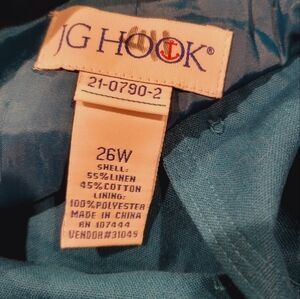 JG HOOK®
21-0790-2
26W
SHELL:
55%LINEN
45%COTTON
LINING:
100%POLYESTER
MADE IN CHINA
RN 107444
VENDOR#31045